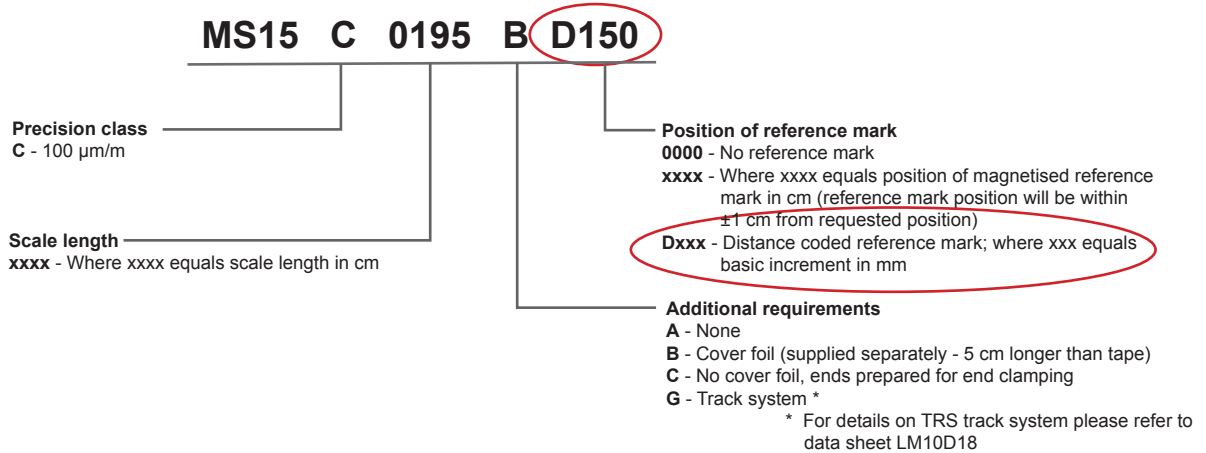 MS15 C 0195 B D150
Precision class
C - 100 µm/m
Scale length
xxxx - Where xxxx equals scale length in cm
Position of reference mark
0000 - No reference mark
xxxx - Where xxxx equals position of magnetised reference
mark in cm (reference mark position will be within
±1 cm from requested position)
Dxxx - Distance coded reference mark; where xxx equals
basic increment in mm
Additional requirements
A - None
B - Cover foil (supplied separately - 5 cm longer than tape)
C - No cover foil, ends prepared for end clamping
G - Track system *
* For details on TRS track system please refer to
data sheet LM10D18